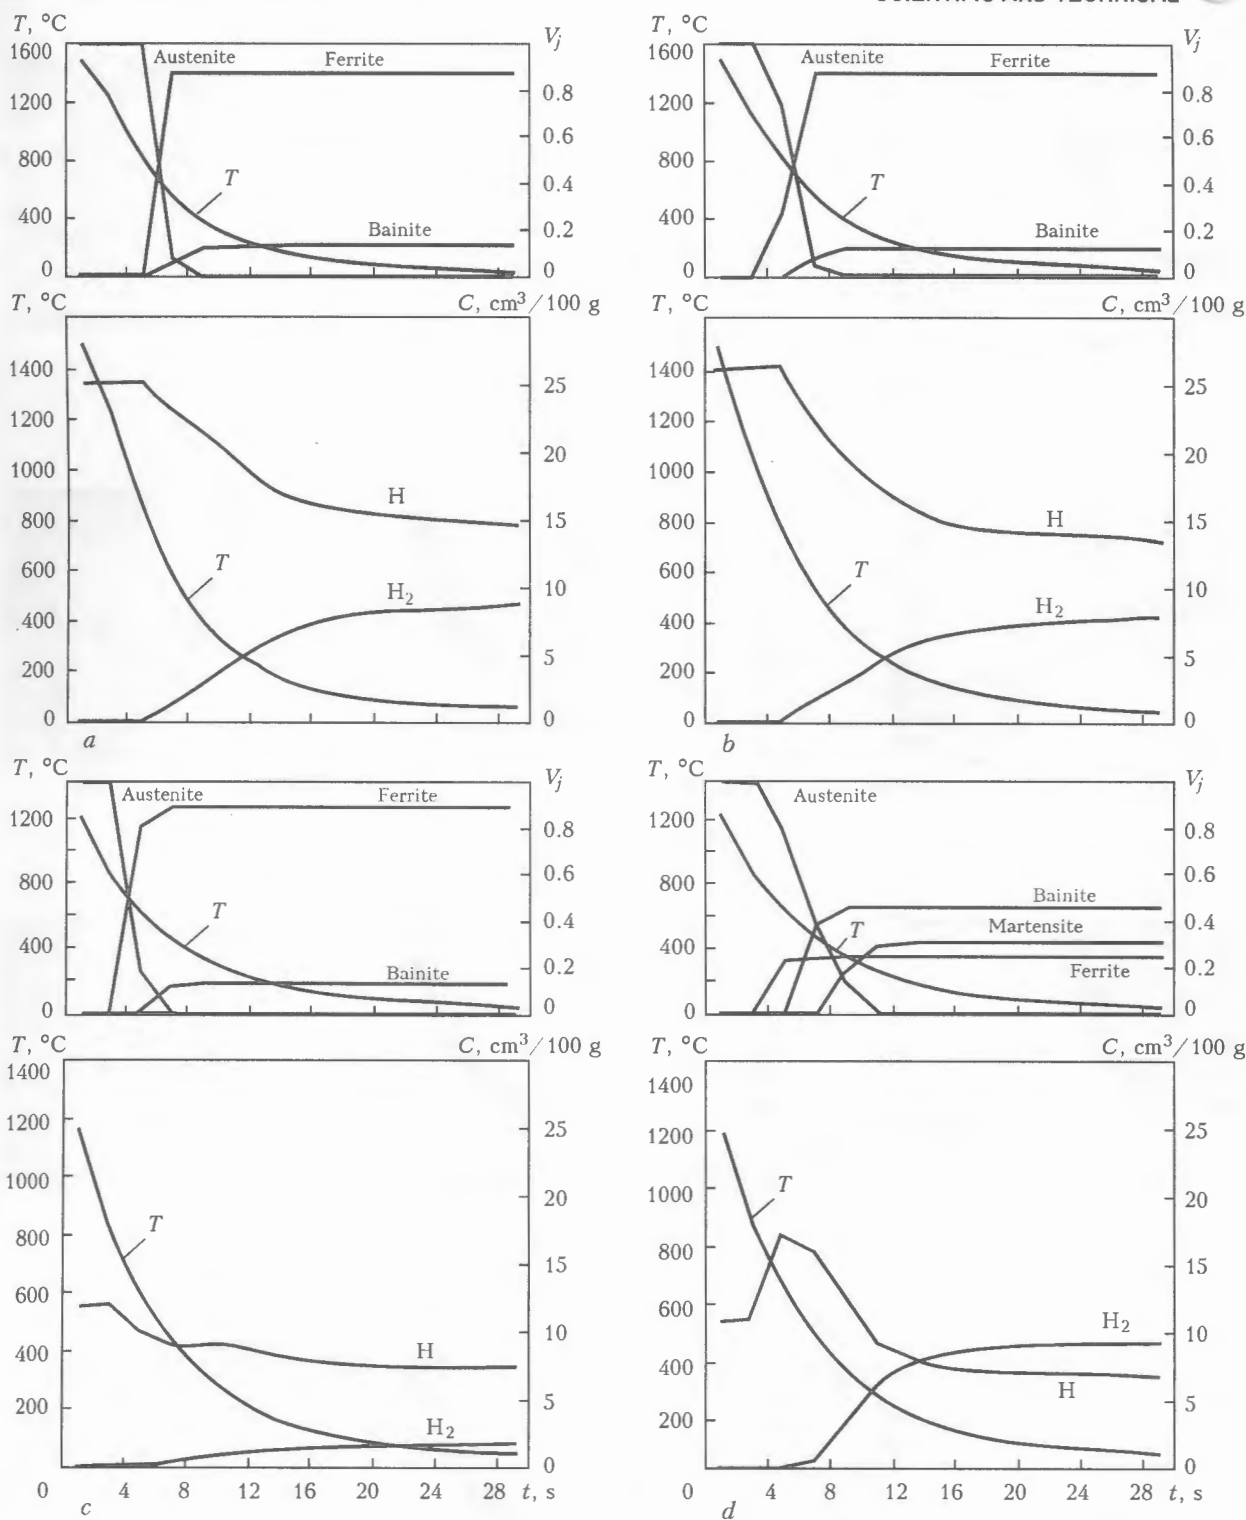 T, °C
V_j
T, °C
V_j
1600
1200
800
400
0
Austenite
Ferrite
T
Bainite
0.8
0.6
0.4
0.2
0
1600
1200
800
400
0
Austenite
Ferrite
T
Bainite
0.8
0.6
0.4
0.2
0
T, °C
C, cm³/100 g
T, °C
C, cm³/100 g
1400
1200
1000
800
600
400
200
0
H
T
H₂
25
20
15
10
5
0
a
1400
1200
1000
800
600
400
200
0
H
T
H₂
25
20
15
10
5
0
b
T, °C
V_j
T, °C
V_j
1200
800
400
0
Austenite
Ferrite
T
Bainite
0.8
0.6
0.4
0.2
0
1200
800
400
0
Austenite
Bainite
T
Martensite
Ferrite
0.8
0.6
0.4
0.2
0
T, °C
C, cm³/100 g
T, °C
C, cm³/100 g
1400
1200
1000
800
600
400
200
T
H
H₂
25
20
15
10
5
0
0 4 8 12 16 20 24 28 t, s
c
1400
1200
1000
800
600
400
200
T
H₂
H
25
20
15
10
5
0
0 4 8 12 16 20 24 28 t, s
d